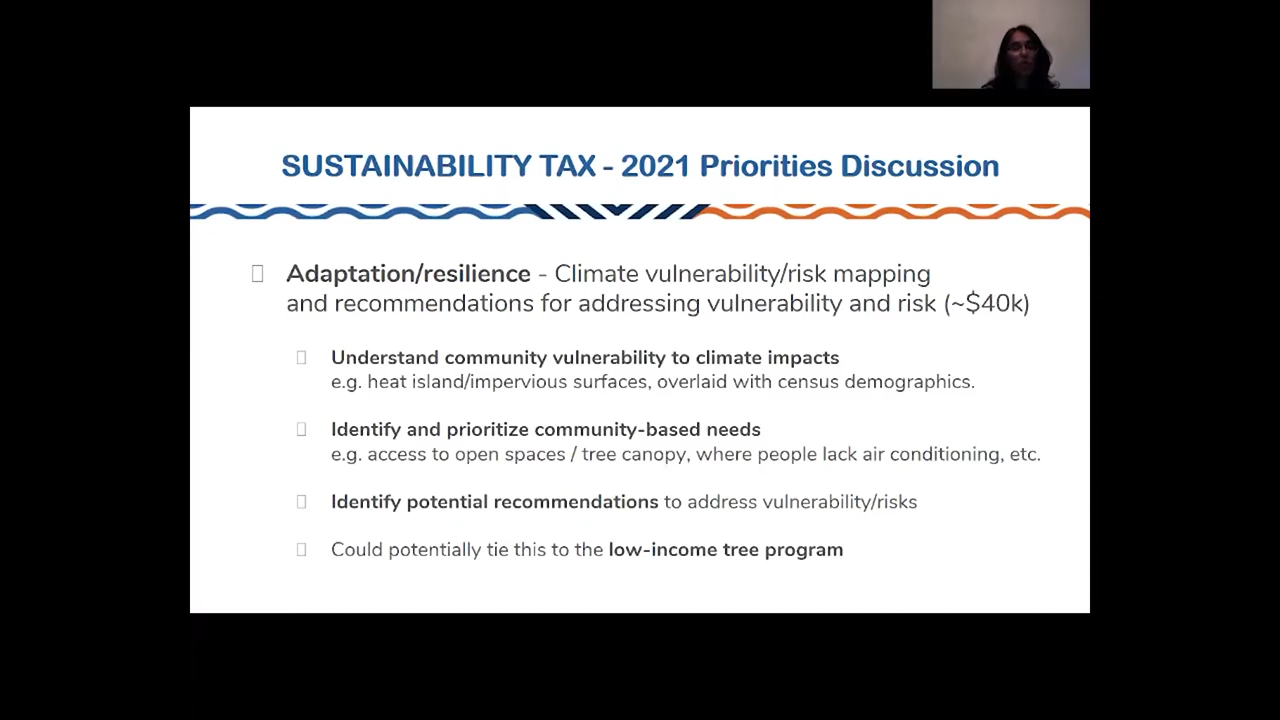 SUSTAINABILITY TAX - 2021 Priorities Discussion
Adaptation/resilience - Climate vulnerability/risk mapping
and recommendations for addressing vulnerability and risk (~$40k)
Understand community vulnerability to climate impacts
e.g. heat island/impervious surfaces, overlaid with census demographics.
Identify and prioritize community-based needs
e.g. access to open spaces / tree canopy, where people lack air conditioning, etc.
Identify potential recommendations to address vulnerability/risks
Could potentially tie this to the low-income tree program